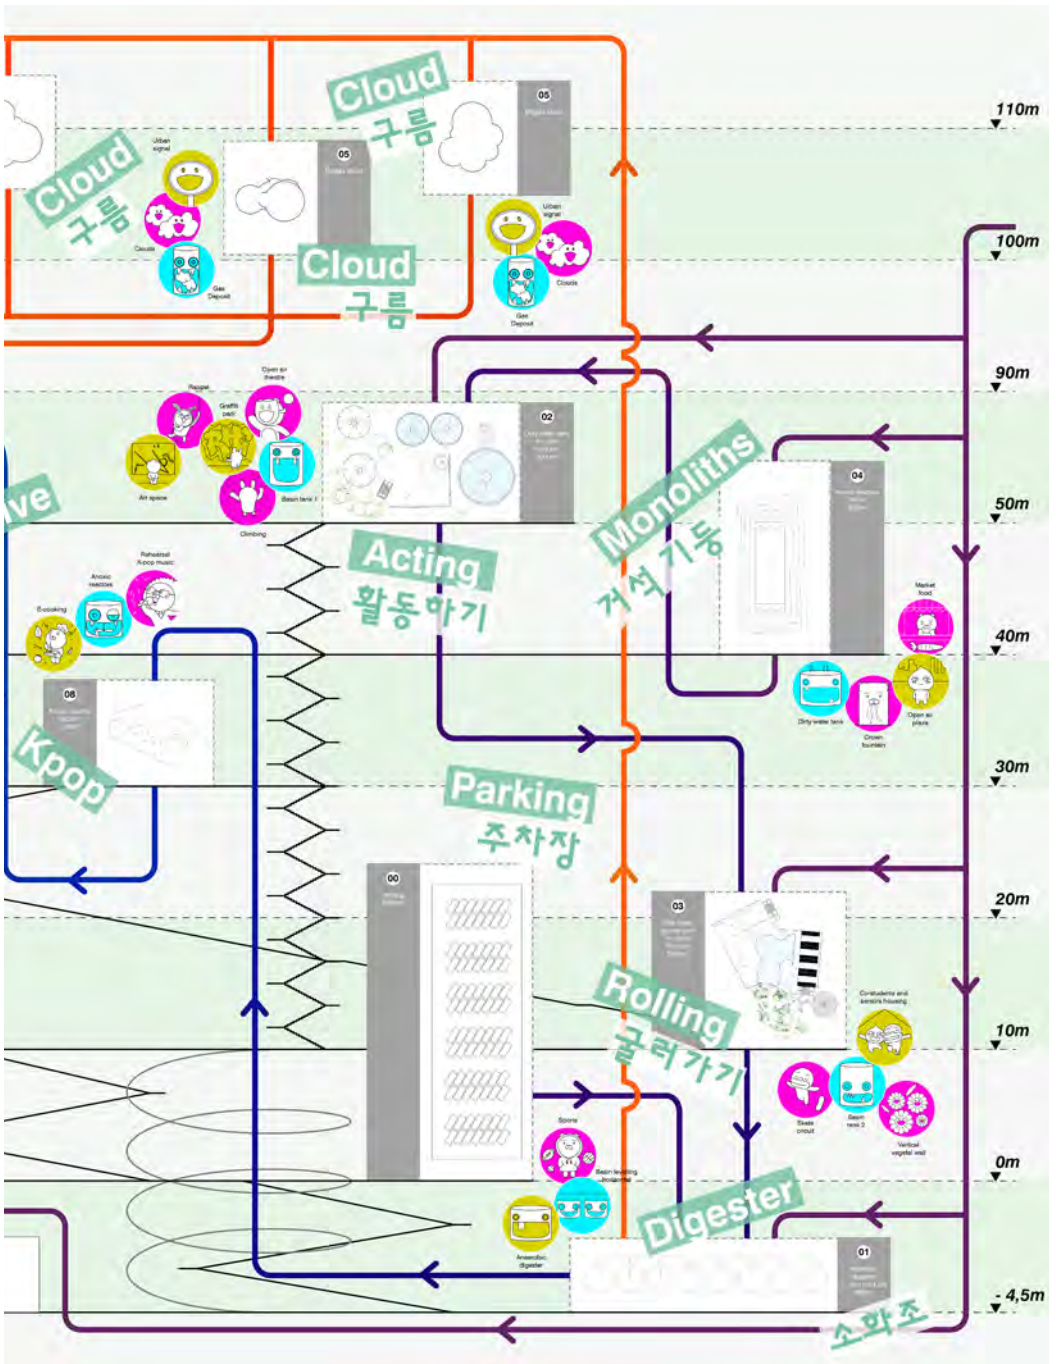 Cloud
구름
05
110m
05
Cloud
구름
Urban
signal
Clouds
Gas
Deposit
Cloud
구름
Urban
signal
Clouds
Gas
Deposit
100m
90m
Open air
theatre
Graffiti
Art space
Basin tank 1
Climbing
02
Monoliths
거석 기둥
04
50m
ive
Acting
활동하기
Rehearsal
K-pop music
Anoxic
reactors
E-cooking
Market
food
40m
Dirty water tank
Crown
fountain
Open air
plaza
08
Kpop
30m
Parking
주차장
00
03
20m
Rolling
굴러가기
Co-students and
seniors housing
10m
Skate
circuit
Basin
tank 2
Vertical
vegetal wall
Sports
Basin levelling
horizontal
0m
Anaerobic
digester
Digester
01
- 4,5m
소화조